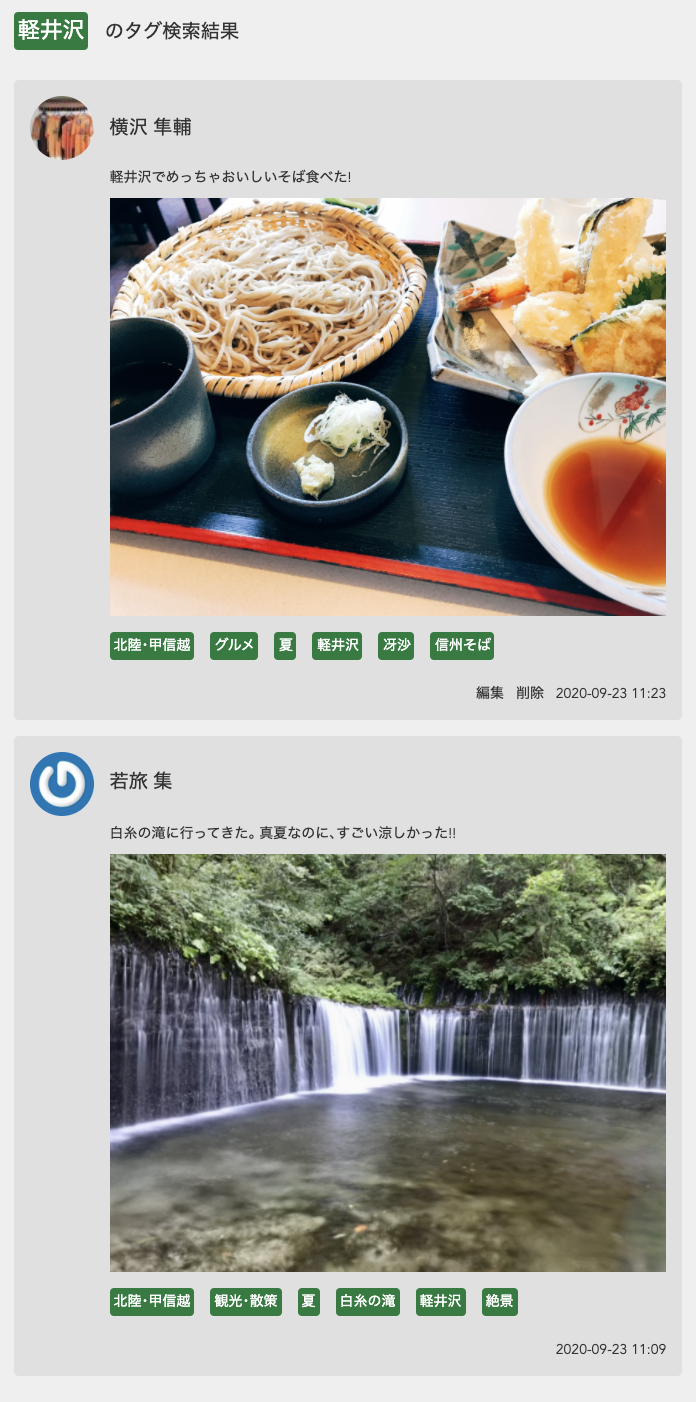 軽井沢 のタグ検索結果
横沢 隼輔
軽井沢でめっちゃおいしいそば食べた!
北陸・甲信越 グルメ 夏 軽井沢 冴沙 信州そば
編集 削除 2020-09-23 11:23
若旅 集
白糸の滝に行ってきた。真夏なのに、すごい涼しかった!!
北陸・甲信越 観光・散策 夏 白糸の滝 軽井沢 絶景
2020-09-23 11:09